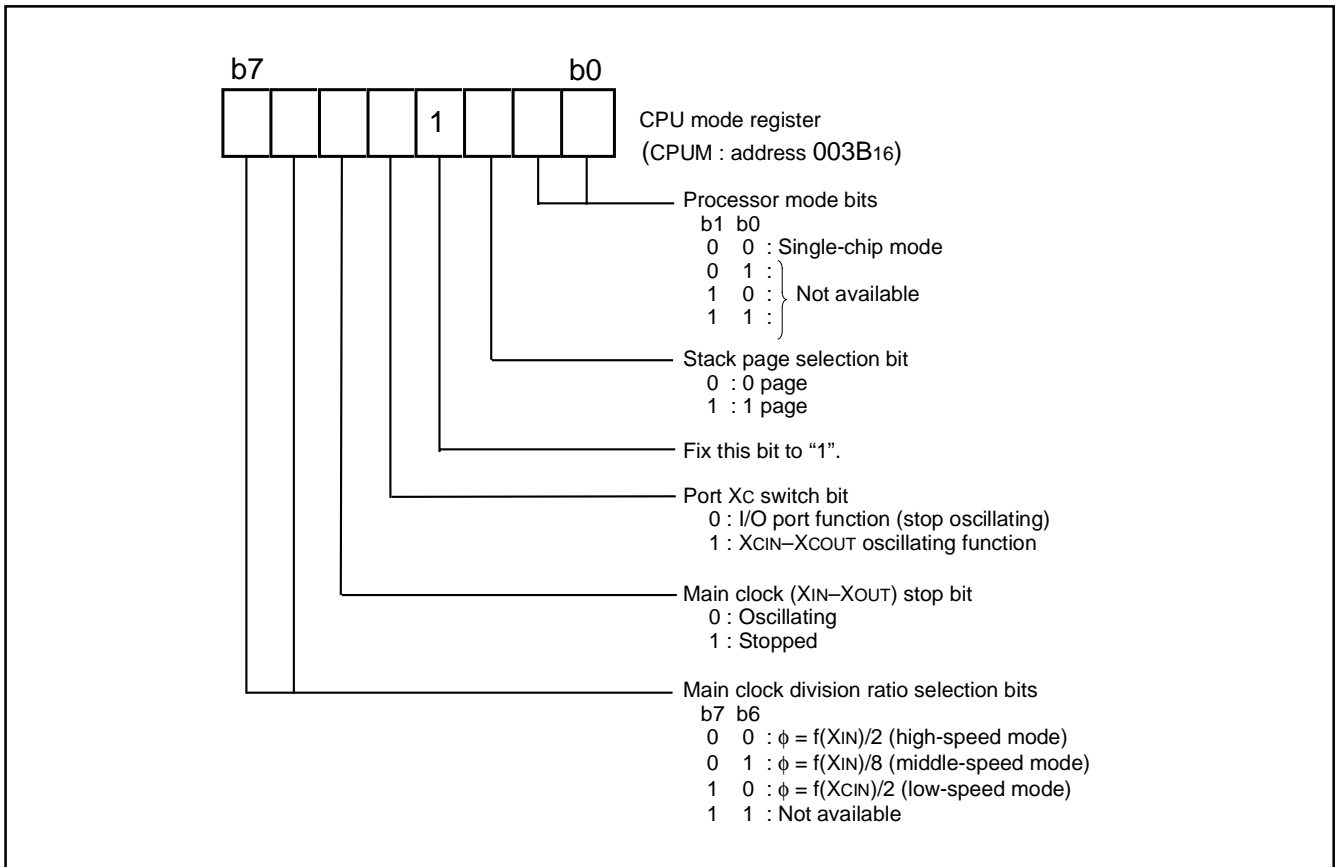 b7 b0
1
CPU mode register
(CPUM : address 003B16)
Processor mode bits
b1 b0
0 0 : Single-chip mode
0 1 :
1 0 : Not available
1 1 :
Stack page selection bit
0 : 0 page
1 : 1 page
Fix this bit to “1”.
Port XC switch bit
0 : I/O port function (stop oscillating)
1 : XCIN–XCOUT oscillating function
Main clock (XIN–XOUT) stop bit
0 : Oscillating
1 : Stopped
Main clock division ratio selection bits
b7 b6
0 0 : φ = f(XIN)/2 (high-speed mode)
0 1 : φ = f(XIN)/8 (middle-speed mode)
1 0 : φ = f(XCIN)/2 (low-speed mode)
1 1 : Not available